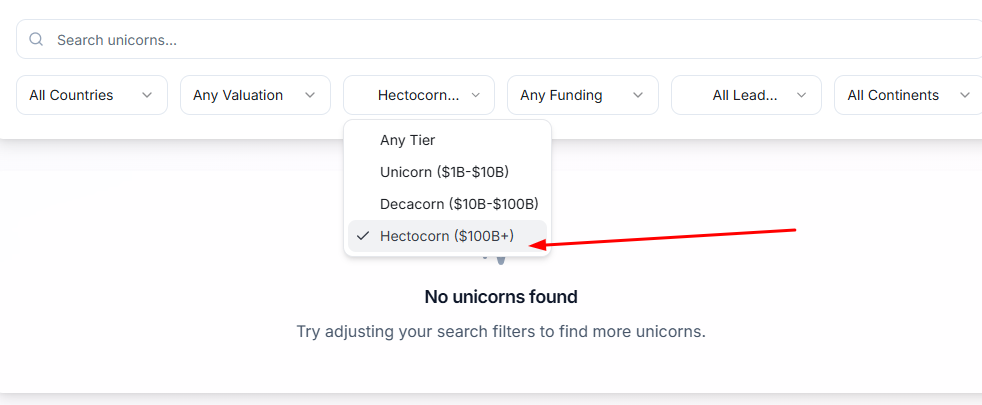 Search unicorns...
All Countries
Any Valuation
Hectocorn...
Any Funding
All Lead...
All Continents
Any Tier
Unicorn ($1B-$10B)
Decacorn ($10B-$100B)
Hectocorn ($100B+)
No unicorns found
Try adjusting your search filters to find more unicorns.